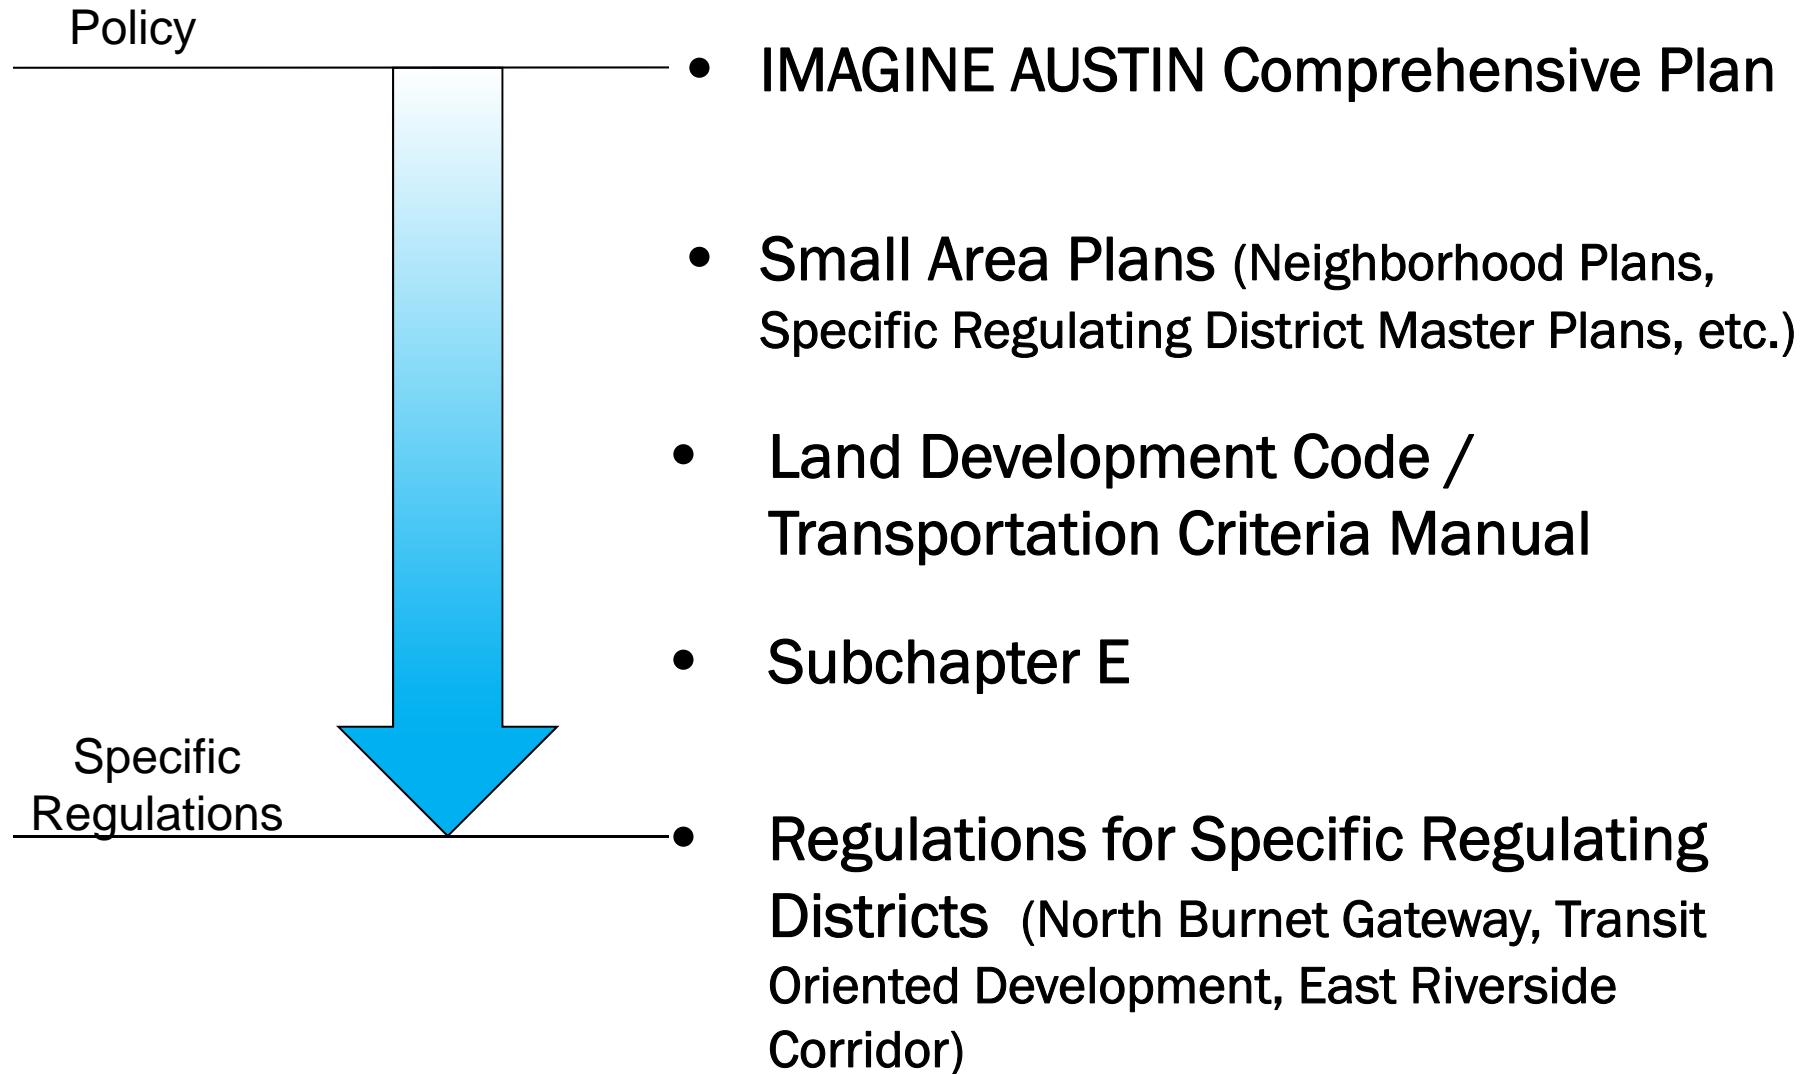 Policy
• IMAGINE AUSTIN Comprehensive Plan
• Small Area Plans (Neighborhood Plans,
Specific Regulating District Master Plans, etc.)
• Land Development Code /
Transportation Criteria Manual
• Subchapter E
Specific
Regulations
• Regulations for Specific Regulating
Districts (North Burnet Gateway, Transit
Oriented Development, East Riverside
Corridor)